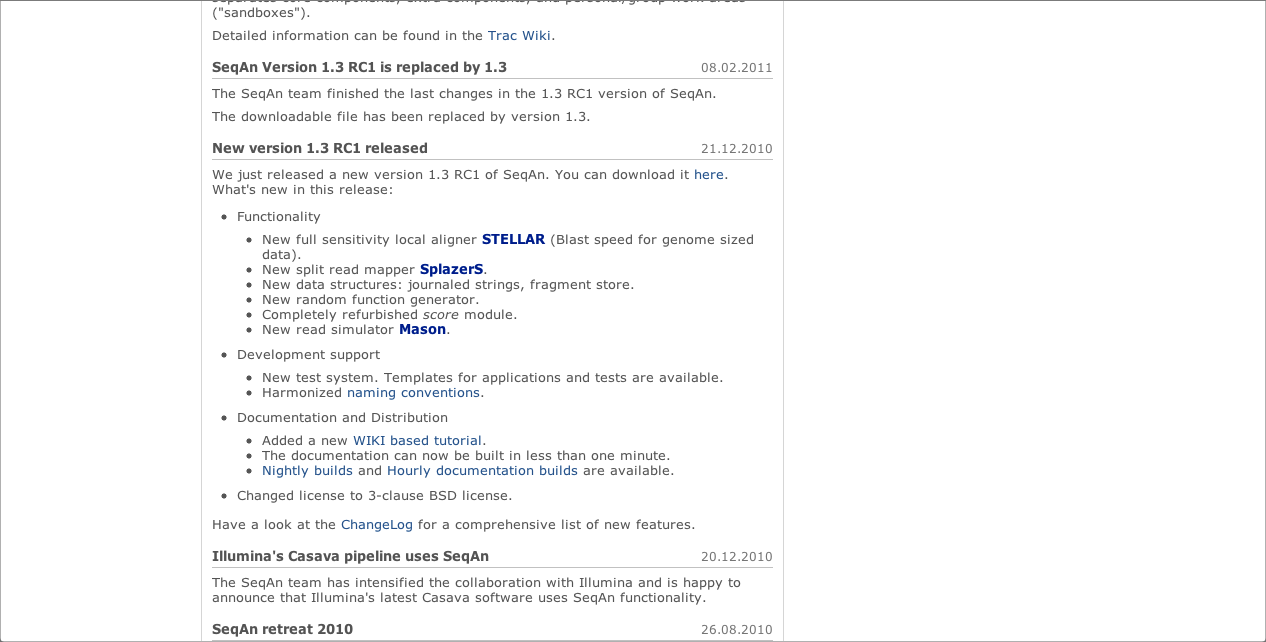 separates core components, extra components, and personal/group work areas
("sandboxes").
Detailed information can be found in the Trac Wiki.
SeqAn Version 1.3 RC1 is replaced by 1.3 08.02.2011
The SeqAn team finished the last changes in the 1.3 RC1 version of SeqAn.
The downloadable file has been replaced by version 1.3.
New version 1.3 RC1 released 21.12.2010
We just released a new version 1.3 RC1 of SeqAn. You can download it here.
What's new in this release:
• Functionality
• New full sensitivity local aligner STELLAR (Blast speed for genome sized
data).
• New split read mapper SplazerS.
• New data structures: journaled strings, fragment store.
• New random function generator.
• Completely refurbished score module.
• New read simulator Mason.
• Development support
• New test system. Templates for applications and tests are available.
• Harmonized naming conventions.
• Documentation and Distribution
• Added a new WIKI based tutorial.
• The documentation can now be built in less than one minute.
• Nightly builds and Hourly documentation builds are available.
• Changed license to 3-clause BSD license.
Have a look at the ChangeLog for a comprehensive list of new features.
Illumina's Casava pipeline uses SeqAn 20.12.2010
The SeqAn team has intensified the collaboration with Illumina and is happy to
announce that Illumina's latest Casava software uses SeqAn functionality.
SeqAn retreat 2010 26.08.2010